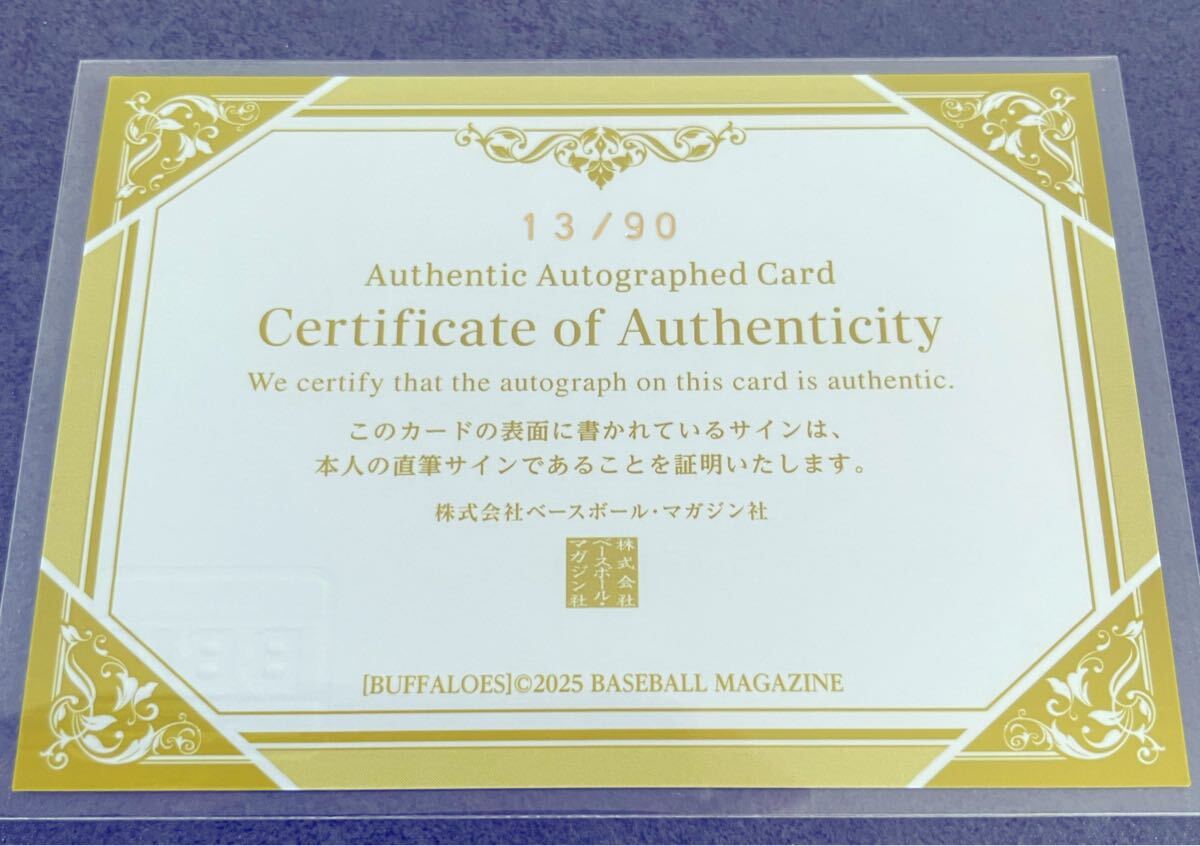 13/90
Authentic Autographed Card
Certificate of Authenticity
We certify that the autograph on this card is authentic.
このカードの表面に書かれているサインは、
本人の直筆サインであることを証明いたします。
株式会社ベースボール・マガジン社
株式会社
ベースボール・
マガジン社
[BUFFALOES]©2025 BASEBALL MAGAZINE